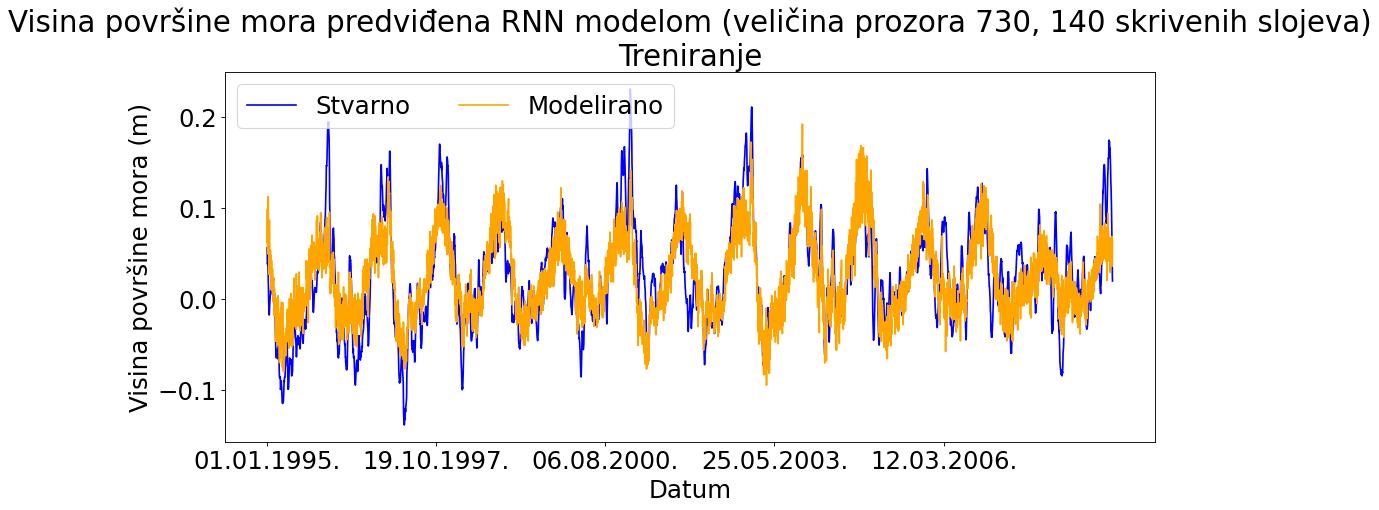 Visina površine mora predviđena RNN modelom (veličina prozora 730, 140 skrivenih slojeva)
Treniranje
Stvarno Modelirano
Visina površine mora (m)
0.2
0.1
0.0
−0.1
01.01.1995. 19.10.1997. 06.08.2000. 25.05.2003. 12.03.2006.
Datum